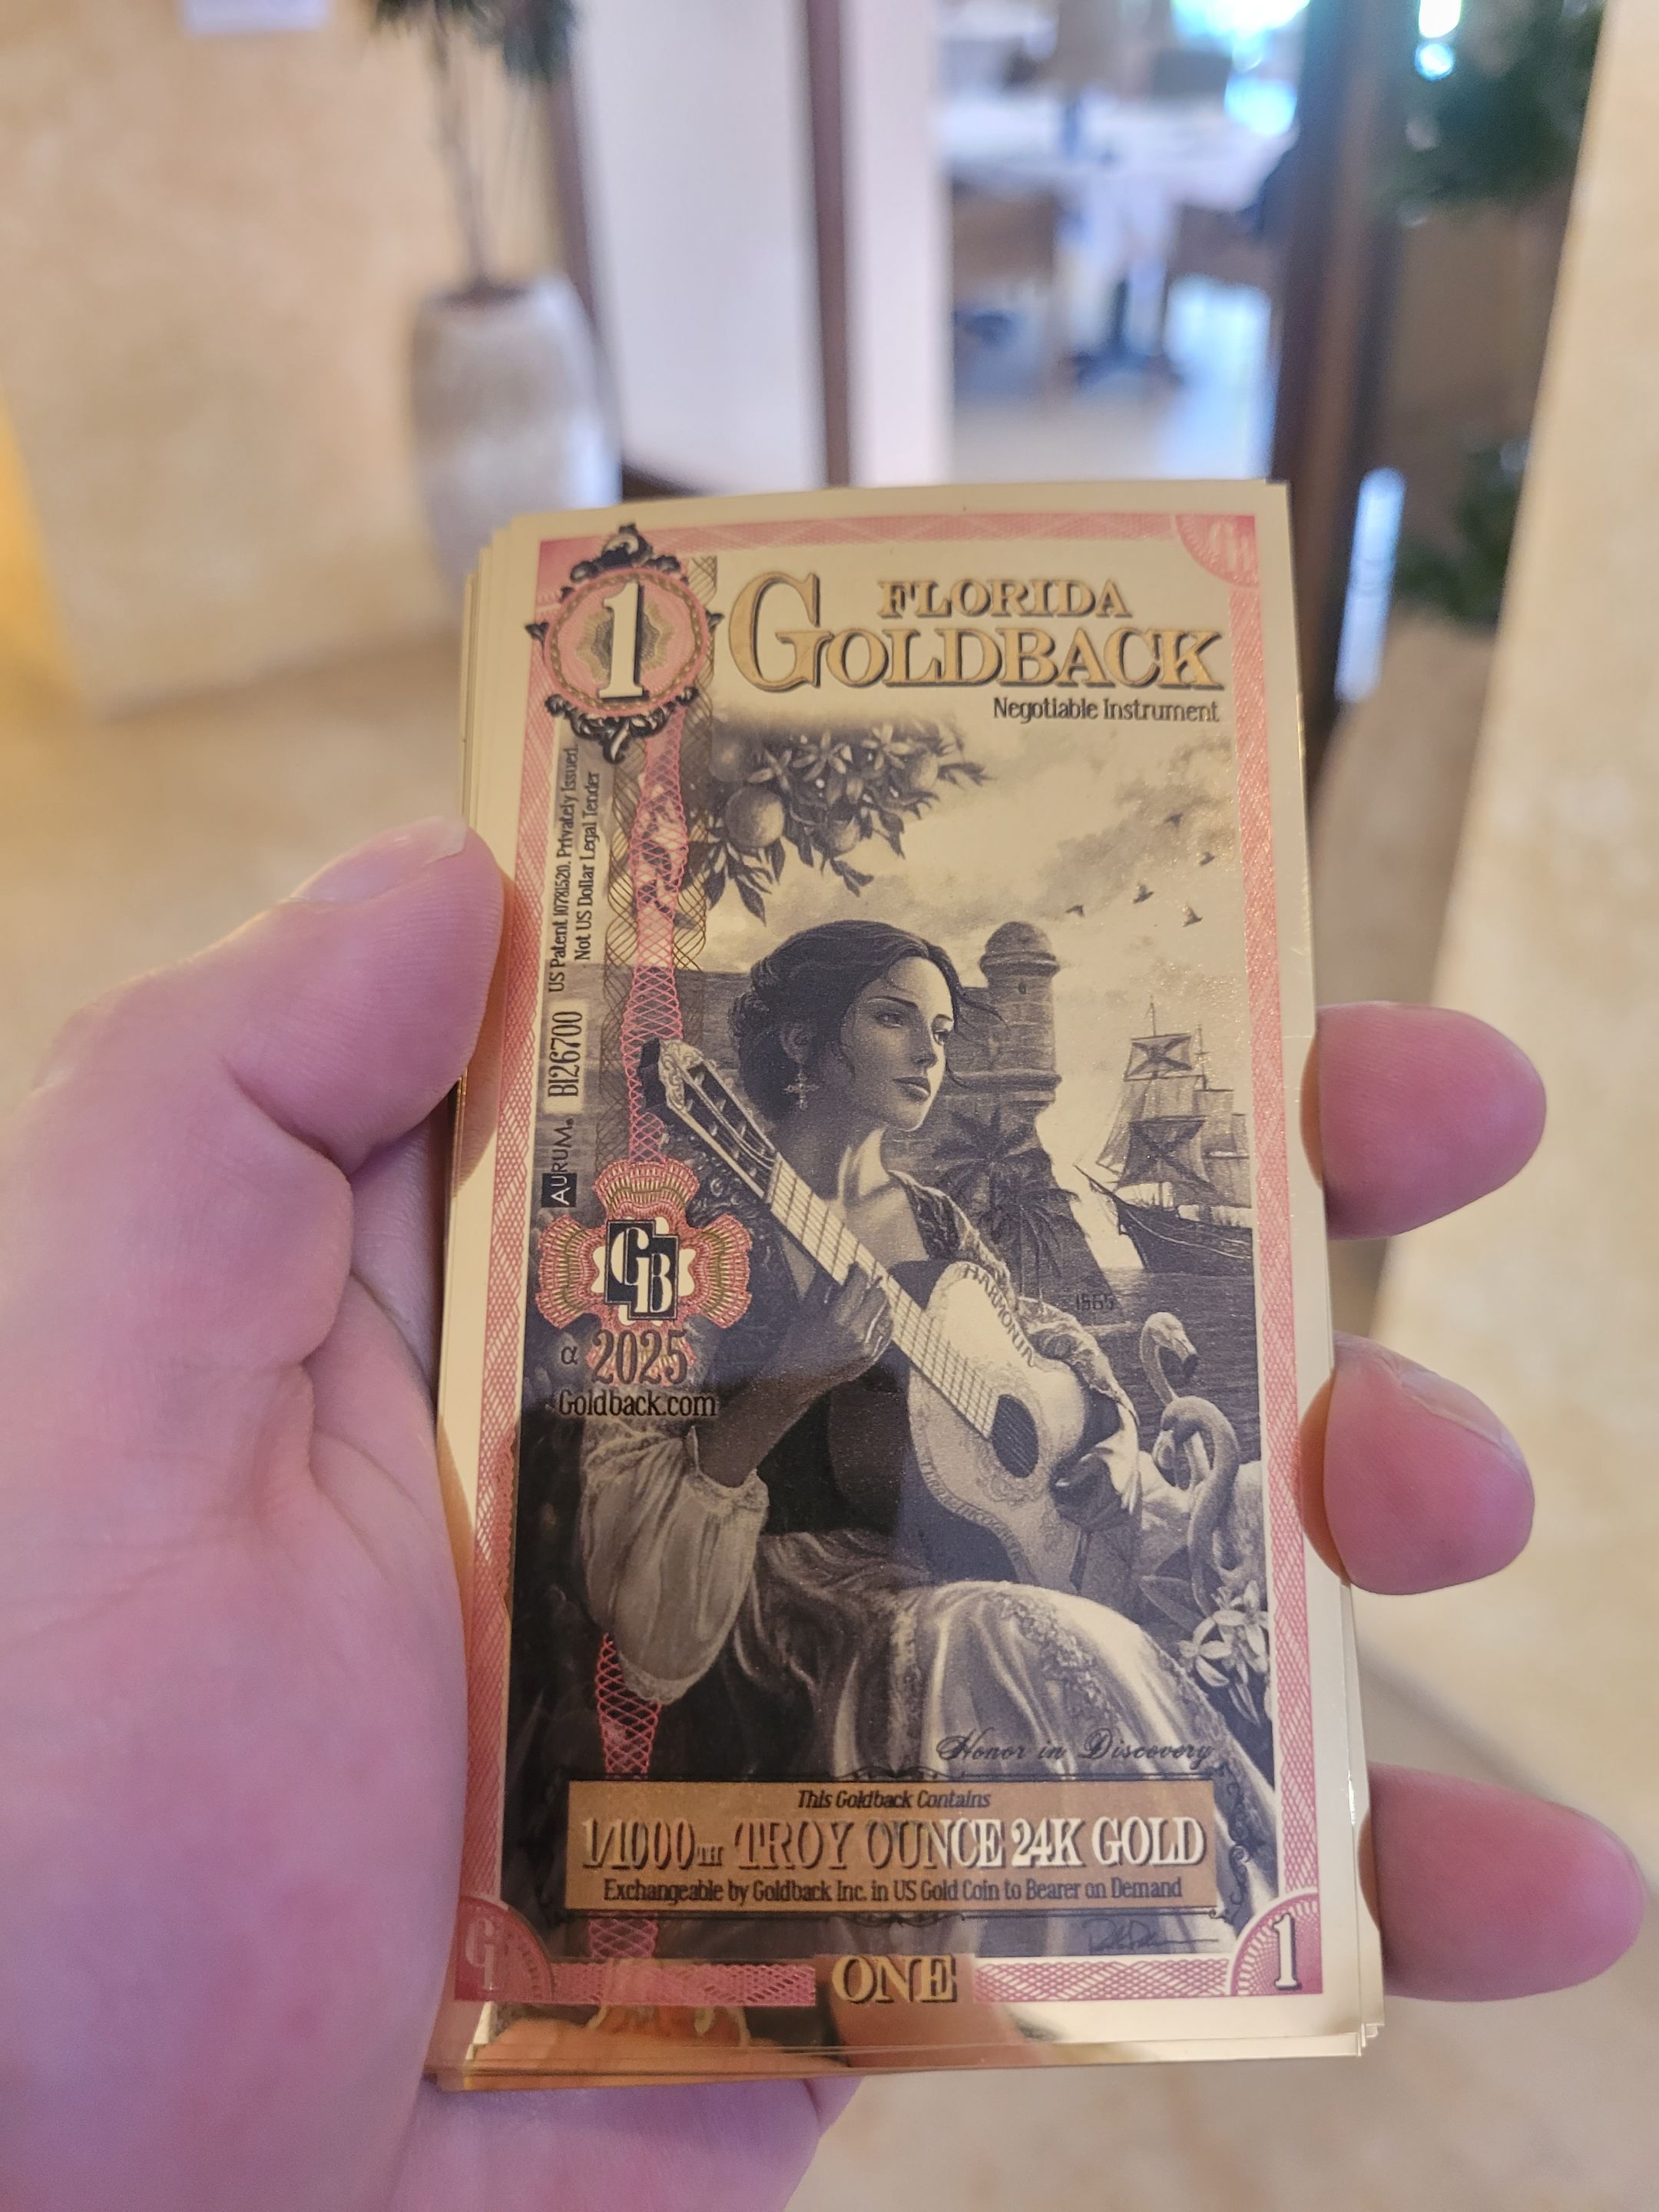 1
FLORIDA
GOLDBACK
Negotiable Instrument
US Patent 10781520. Privately Issued.
Not US Dollar Legal Tender
BI26700
AURUM®
GB
α 2025
Goldback.com
HARMONIA
1565
Honor in Discovery
This Goldback Contains
1/1000TH TROY OUNCE 24K GOLD
Exchangeable by Goldback Inc. in US Gold Coin to Bearer on Demand
ONE
1